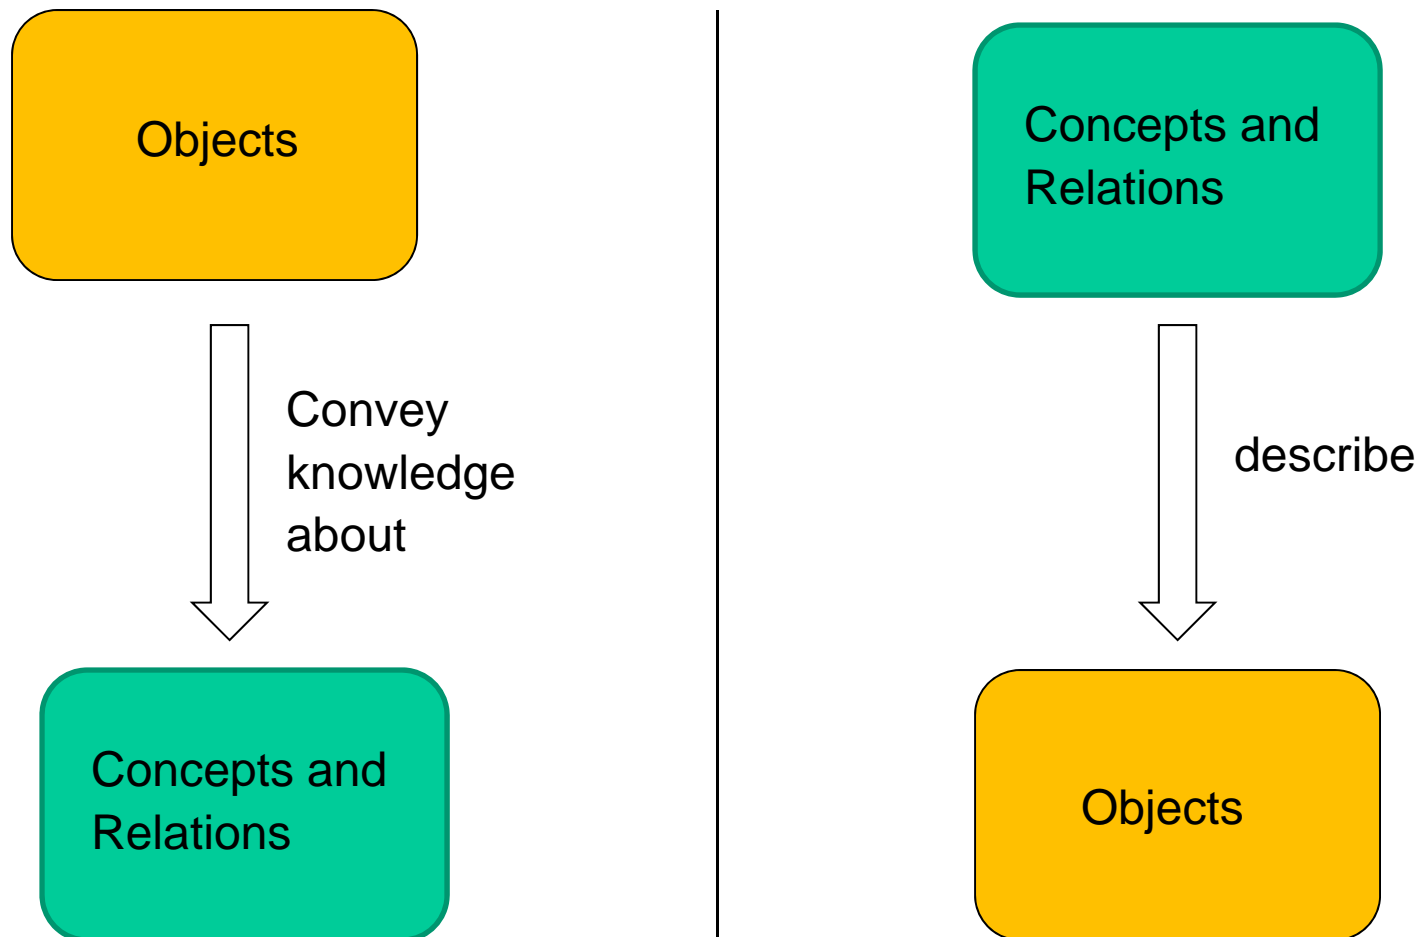 Objects
Convey
knowledge
about
Concepts and
Relations
Concepts and
Relations
describe
Objects